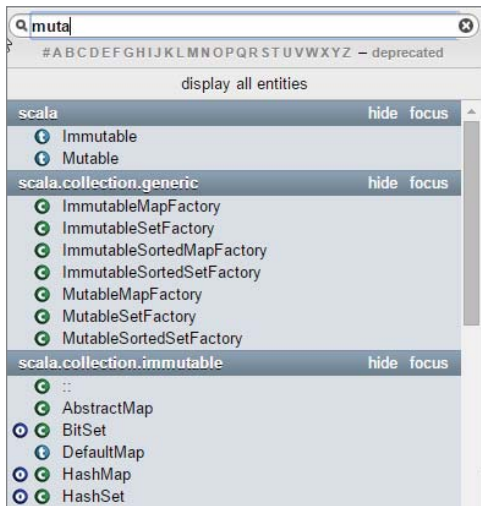 muta
#ABCDEFGHIJKLMNOPQRSTUVWXYZ – deprecated
display all entities
scala hide focus
t Immutable
t Mutable
scala.collection.generic hide focus
C ImmutableMapFactory
C ImmutableSetFactory
C ImmutableSortedMapFactory
C ImmutableSortedSetFactory
C MutableMapFactory
C MutableSetFactory
C MutableSortedSetFactory
scala.collection.immutable hide focus
C ::
C AbstractMap
O C BitSet
t DefaultMap
O C HashMap
O C HashSet